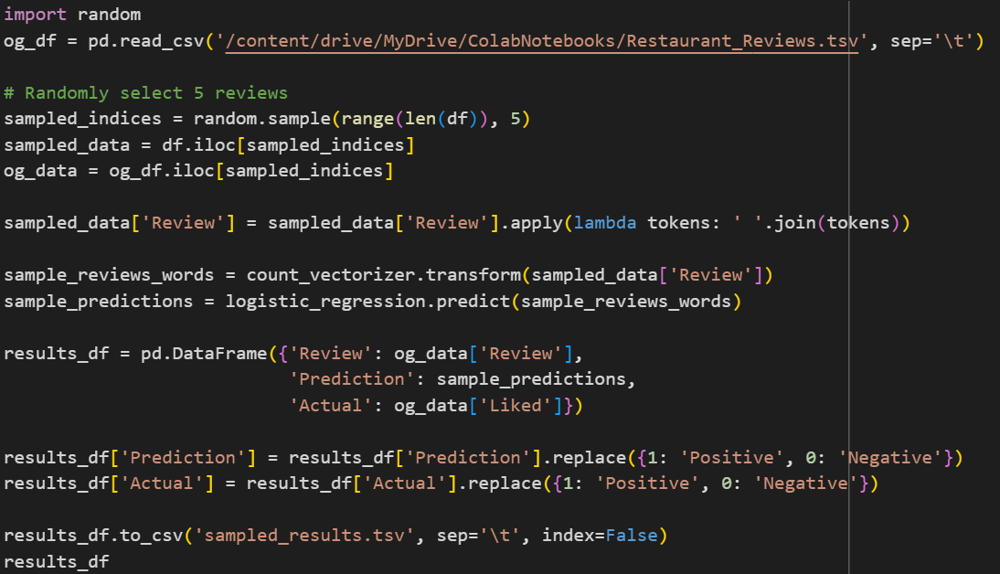 import random
og_df = pd.read_csv('/content/drive/MyDrive/ColabNotebooks/Restaurant_Reviews.tsv', sep='\t')
# Randomly select 5 reviews
sampled_indices = random.sample(range(len(df)), 5)
sampled_data = df.iloc[sampled_indices]
og_data = og_df.iloc[sampled_indices]
sampled_data['Review'] = sampled_data['Review'].apply(lambda tokens: ' '.join(tokens))
sample_reviews_words = count_vectorizer.transform(sampled_data['Review'])
sample_predictions = logistic_regression.predict(sample_reviews_words)
results_df = pd.DataFrame({'Review': og_data['Review'],
'Prediction': sample_predictions,
'Actual': og_data['Liked']})
results_df['Prediction'] = results_df['Prediction'].replace({1: 'Positive', 0: 'Negative'})
results_df['Actual'] = results_df['Actual'].replace({1: 'Positive', 0: 'Negative'})
results_df.to_csv('sampled_results.tsv', sep='\t', index=False)
results_df